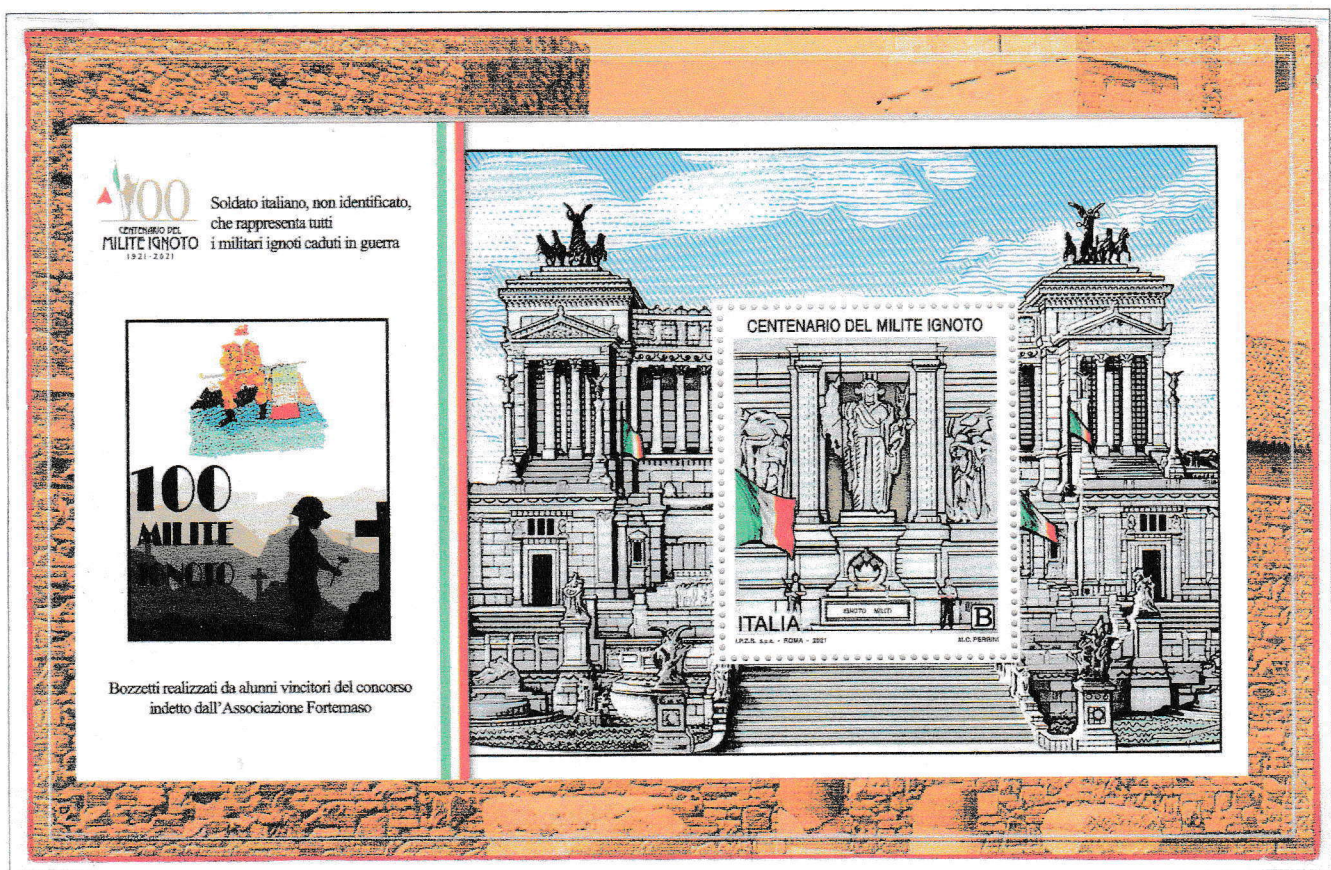 100
CENTENARIO DEL
MILITE IGNOTO
1921-2021
Soldato italiano, non identificato,
che rappresenta tutti
i militari ignoti caduti in guerra
100
MILITE
IGNOTO
Bozzetti realizzati da alunni vincitori del concorso
indetto dall'Associazione Fortemaso
CENTENARIO DEL MILITE IGNOTO
IGNOTO MILITI
ITALIA
B
I.P.Z.S. s.p.a. - ROMA - 2021
M.C. PERRINI